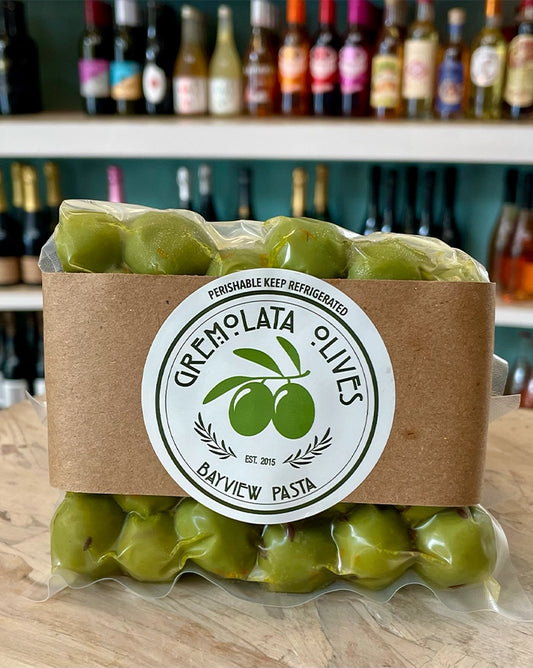 PERISHABLE KEEP REFRIGERATED
GREMOLATA OLIVES
EST. 2015
BAYVIEW PASTA